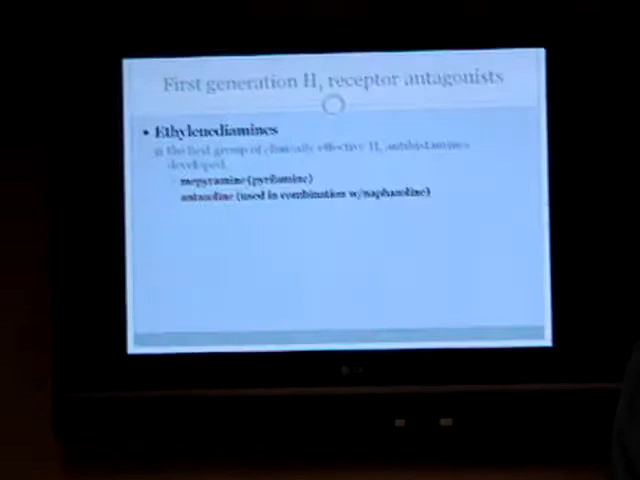 First generation H₁ receptor antagonists
• Ethylenediamines
the first group of clinically effective H₁ antihistamines
developed
mepyramine (pyrilamine)
antazoline (used in combination w/naphazoline)
LG